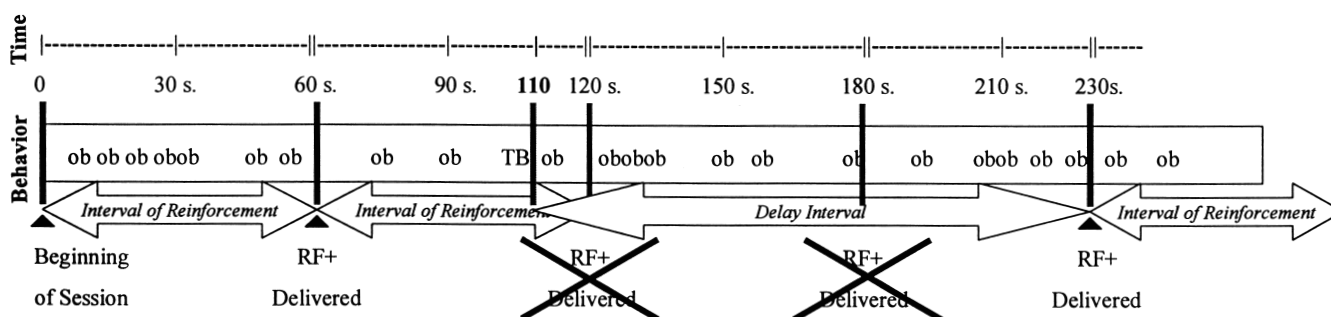 Time
0 30 s. 60 s. 90 s. 110 120 s. 150 s. 180 s. 210 s. 230s.
Behavior
ob ob ob obob ob ob ob ob TB ob obobob ob ob ob ob obob ob ob ob ob
Interval of Reinforcement Interval of Reinforcement Delay Interval Interval of Reinforcement
Beginning RF+ RF+ RF+ RF+
of Session Delivered Delivered Delivered Delivered